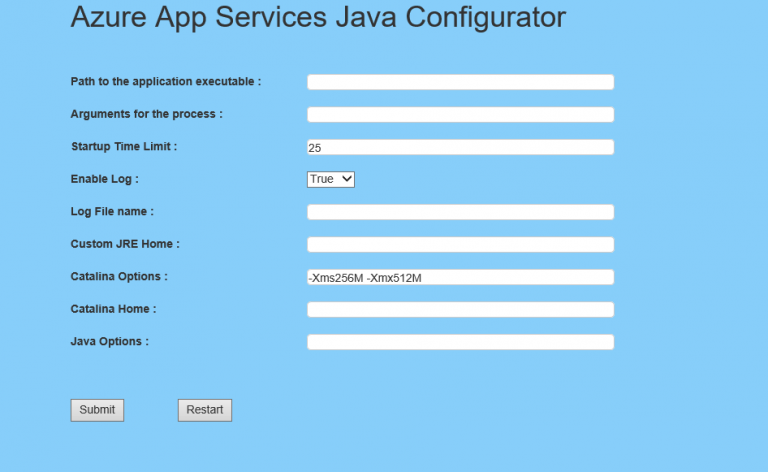 Azure App Services Java Configurator
Path to the application executable :
Arguments for the process :
Startup Time Limit : 25
Enable Log : True
Log File name :
Custom JRE Home :
Catalina Options : -Xms256M -Xmx512M
Catalina Home :
Java Options :
Submit Restart